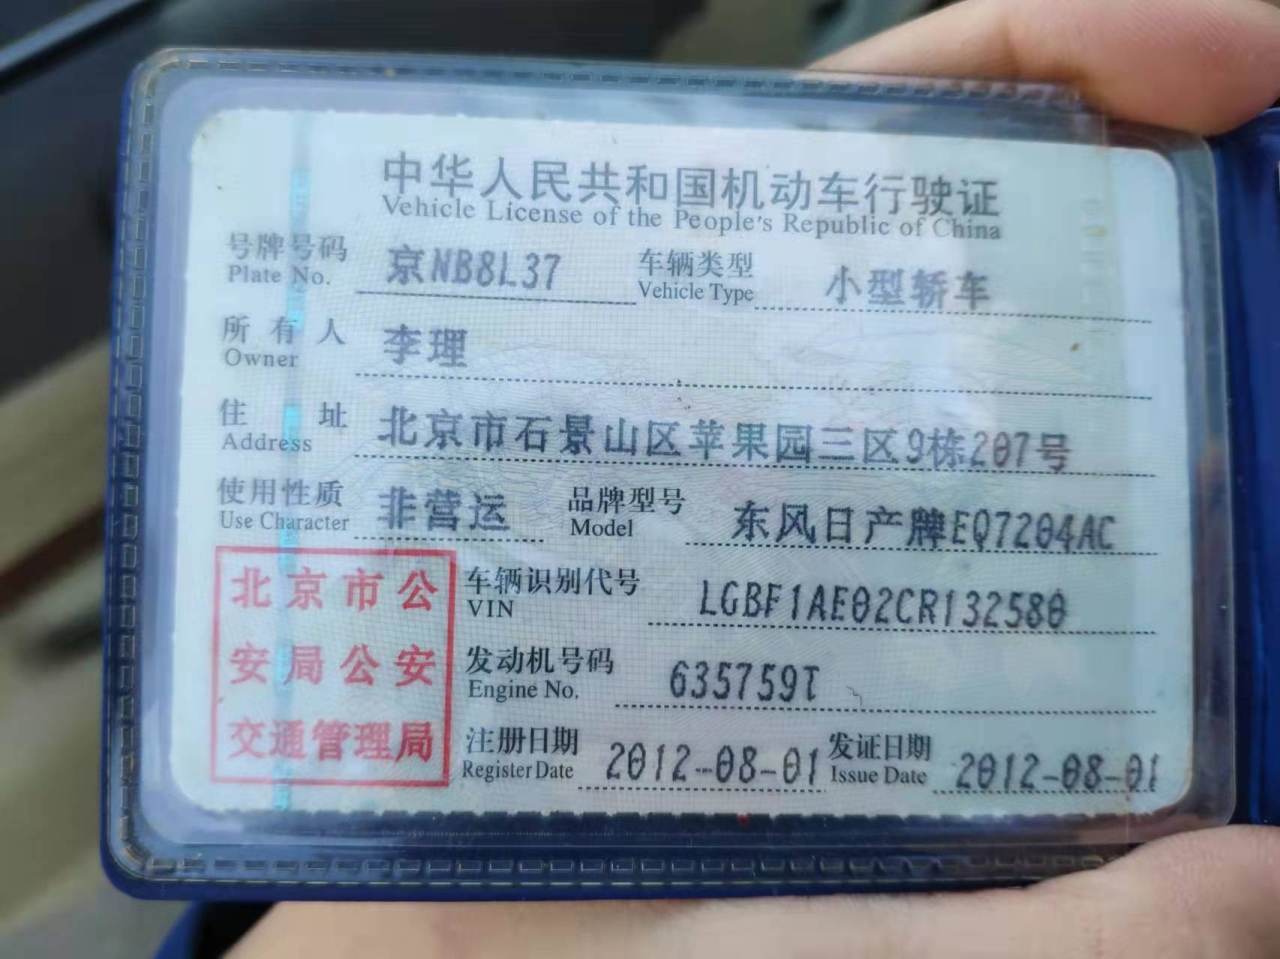 中华人民共和国机动车行驶证
Vehicle License of the People's Republic of China
号牌号码 京NB8L37 车辆类型 小型轿车
Plate No. Vehicle Type
所有人 李理
Owner
住址 北京市石景山区苹果园三区9栋207号
Address
使用性质 非营运 品牌型号 东风日产牌EQ7204AC
Use Character Model
车辆识别代号 LGBF1AE02CR132580
VIN
发动机号码 635759T
Engine No.
注册日期 2012-08-01 发证日期 2012-08-01
Register Date Issue Date
北京市公
安局公安
交通管理局